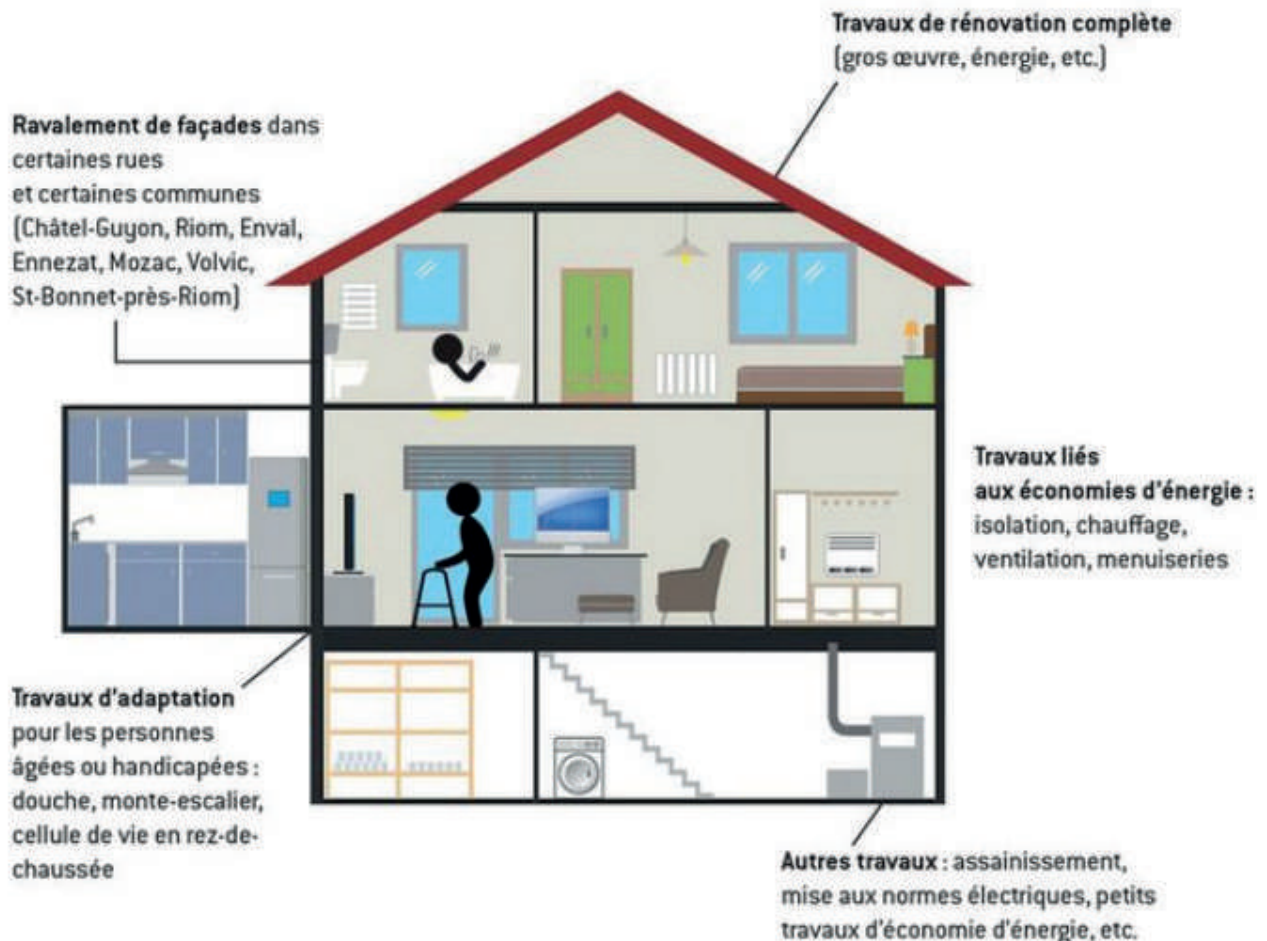 Travaux de rénovation complète
(gros œuvre, énergie, etc.)
Ravalement de façades dans
certaines rues
et certaines communes
(Châtel-Guyon, Riom, Enval,
Ennezat, Mozac, Volvic,
St-Bonnet-près-Riom)
Travaux liés
aux économies d'énergie :
isolation, chauffage,
ventilation, menuiseries
Travaux d'adaptation
pour les personnes
âgées ou handicapées :
douche, monte-escalier,
cellule de vie en rez-de-
chaussée
Autres travaux : assainissement,
mise aux normes électriques, petits
travaux d'économie d'énergie, etc.